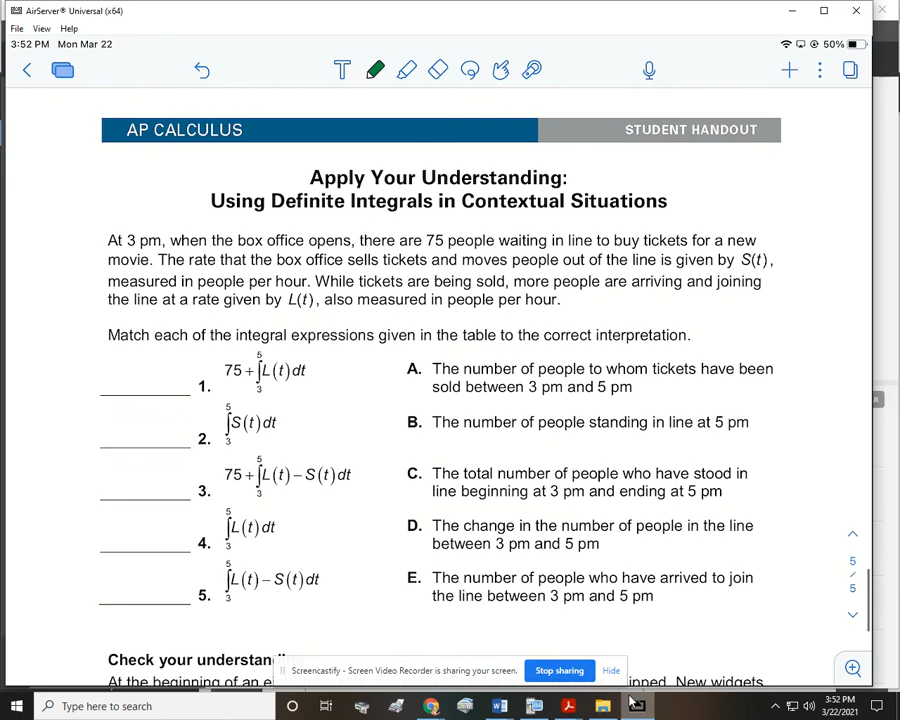 AirServer® Universal (x64)
File View Help
3:52 PM Mon Mar 22
50%
AP CALCULUS
STUDENT HANDOUT
Apply Your Understanding:
Using Definite Integrals in Contextual Situations
At 3 pm, when the box office opens, there are 75 people waiting in line to buy tickets for a new
movie. The rate that the box office sells tickets and moves people out of the line is given by S(t),
measured in people per hour. While tickets are being sold, more people are arriving and joining
the line at a rate given by L(t), also measured in people per hour.
Match each of the integral expressions given in the table to the correct interpretation.
1. 75 + ∫₃⁵ L(t) dt
A. The number of people to whom tickets have been
sold between 3 pm and 5 pm
2. ∫₃⁵ S(t) dt
B. The number of people standing in line at 5 pm
3. 75 + ∫₃⁵ L(t) – S(t) dt
C. The total number of people who have stood in
line beginning at 3 pm and ending at 5 pm
4. ∫₃⁵ L(t) dt
D. The change in the number of people in the line
between 3 pm and 5 pm
5. ∫₃⁵ L(t) – S(t) dt
E. The number of people who have arrived to join
the line between 3 pm and 5 pm
5
/
5
Check your understanding
Screencastify - Screen Video Recorder is sharing your screen.
Stop sharing
Hide
At the beginning of an
New widgets
Type here to search
3:52 PM
3/22/2021